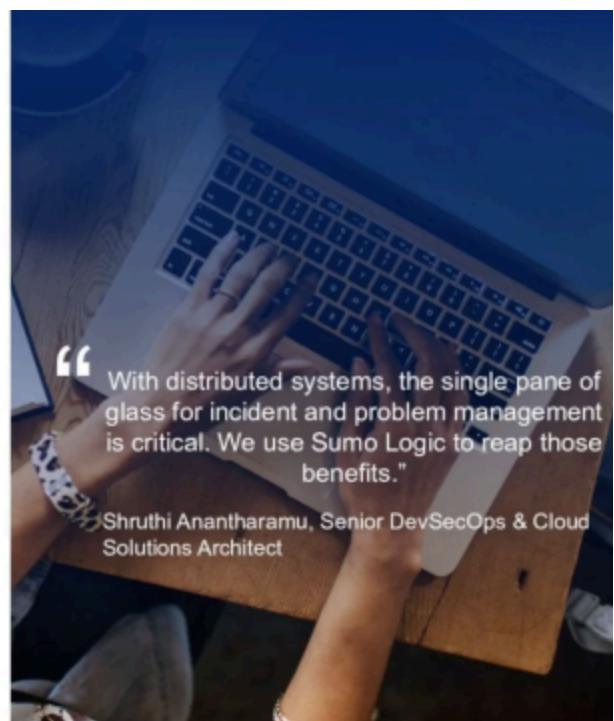 “
With distributed systems, the single pane of
glass for incident and problem management
is critical. We use Sumo Logic to reap those
benefits.”
Shruthi Anantharamu, Senior DevSecOps & Cloud
Solutions Architect